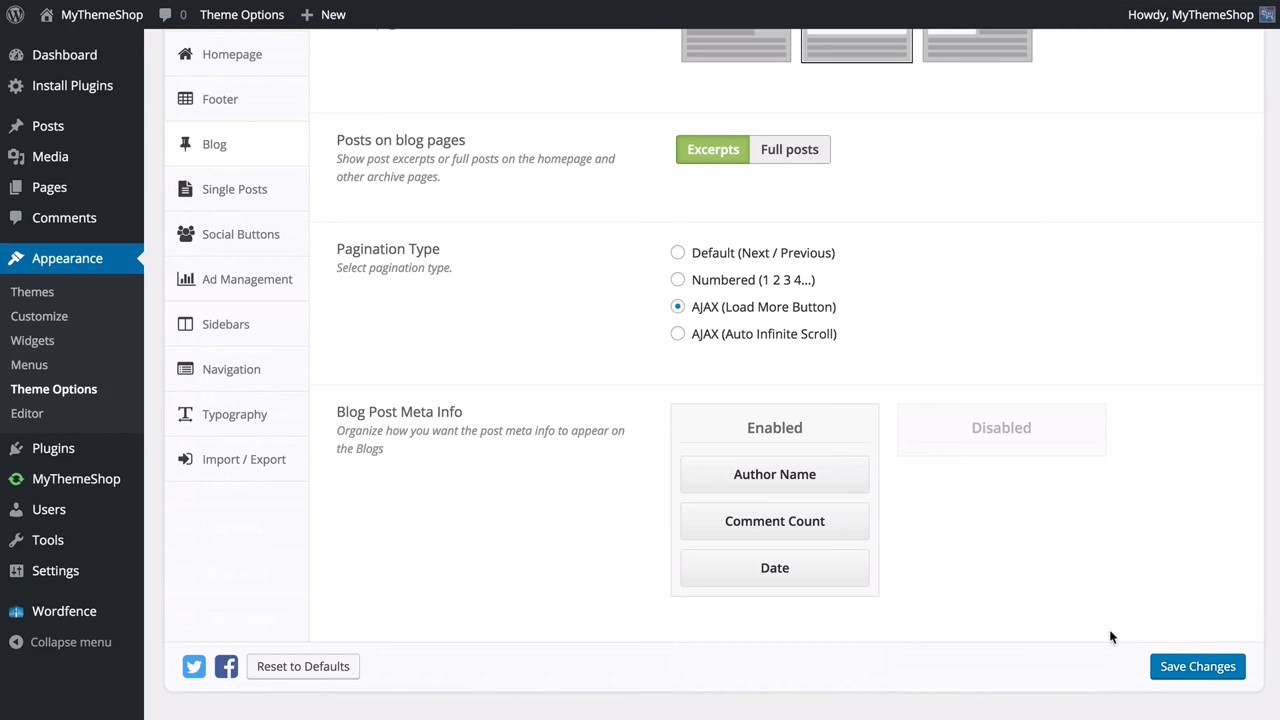 MyThemeShop
0
Theme Options
New
Howdy, MyThemeShop
Dashboard
Install Plugins
Posts
Media
Pages
Comments
Appearance
Themes
Customize
Widgets
Menus
Theme Options
Editor
Plugins
MyThemeShop
Users
Tools
Settings
Wordfence
Collapse menu
Homepage
Footer
Blog
Single Posts
Social Buttons
Ad Management
Sidebars
Navigation
Typography
Import / Export
Posts on blog pages
Show post excerpts or full posts on the homepage and
other archive pages.
Excerpts
Full posts
Pagination Type
Select pagination type.
Default (Next / Previous)
Numbered (1 2 3 4...)
AJAX (Load More Button)
AJAX (Auto Infinite Scroll)
Blog Post Meta Info
Organize how you want the post meta info to appear on
the Blogs
Enabled
Author Name
Comment Count
Date
Disabled
Reset to Defaults
Save Changes